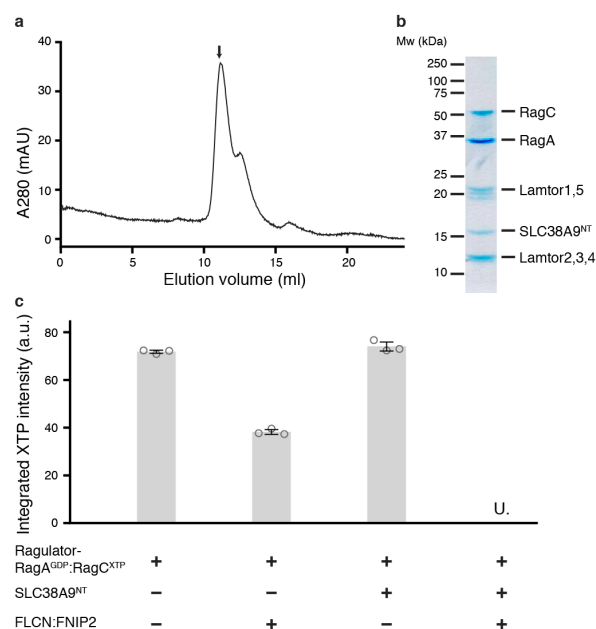 a
A280 (mAU)
40
30
20
10
0
0 5 10 15 20
Elution volume (ml)
b
Mw (kDa)
250
100
75
50
37
25
20
15
10
RagC
RagA
Lamtor1,5
SLC38A9NT
Lamtor2,3,4
c
Integrated XTP intensity (a.u.)
80
60
40
20
0
U.
Ragulator-
RagAGDP:RagCXTP + + + +
SLC38A9NT − − + +
FLCN:FNIP2 − + − +